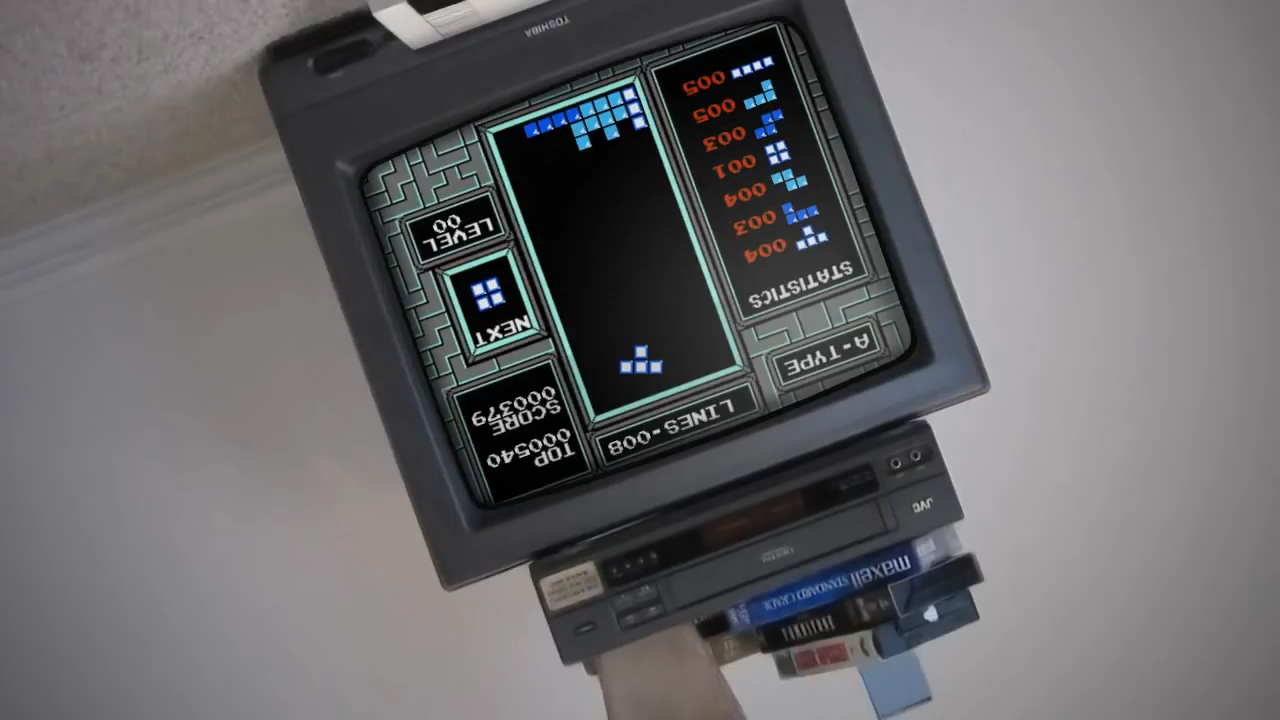 TOSHIBA
A-TYPE
LINES-008
TOP
000540
SCORE
000379
STATISTICS
004
003
004
001
003
005
005
NEXT
LEVEL
00
JVC
maxell STANDARD GRADE